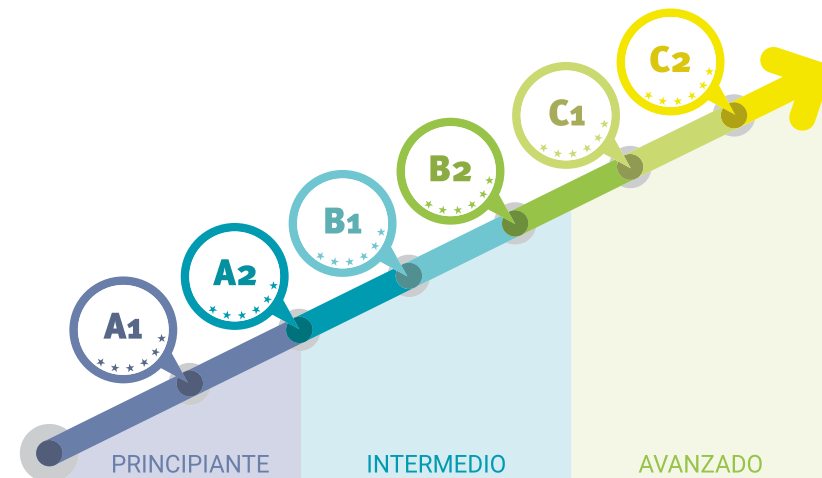 C2
C1
B2
B1
A2
A1
PRINCIPIANTE
INTERMEDIO
AVANZADO